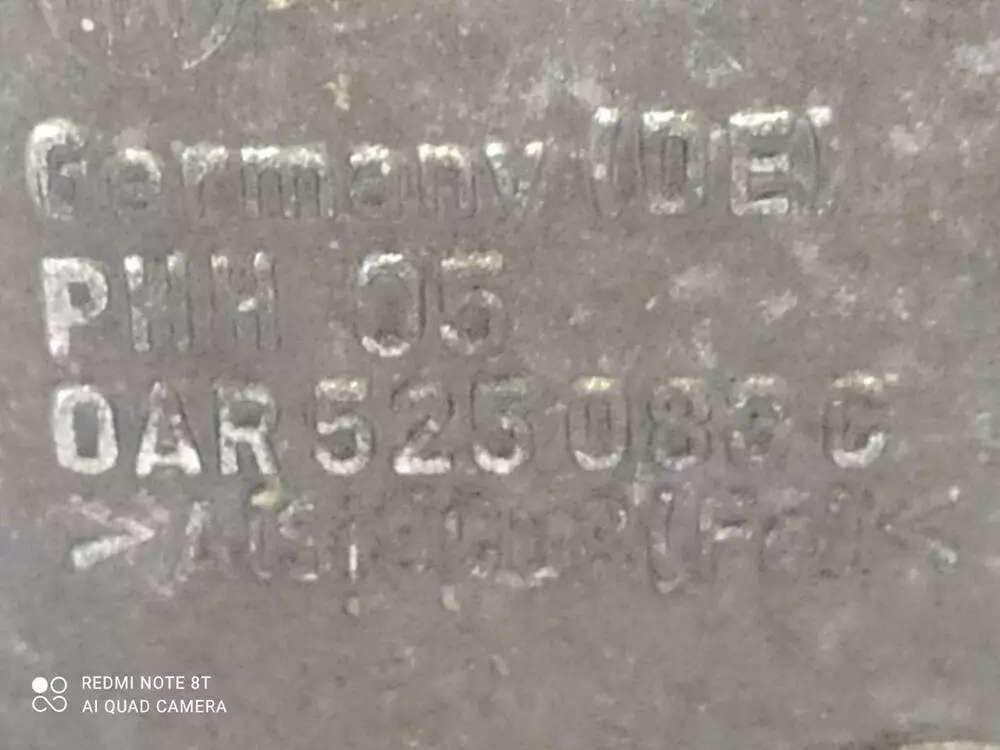 Germany (DE)
PHH 05
0AR 525 083 C
REDMI NOTE 8T
AI QUAD CAMERA